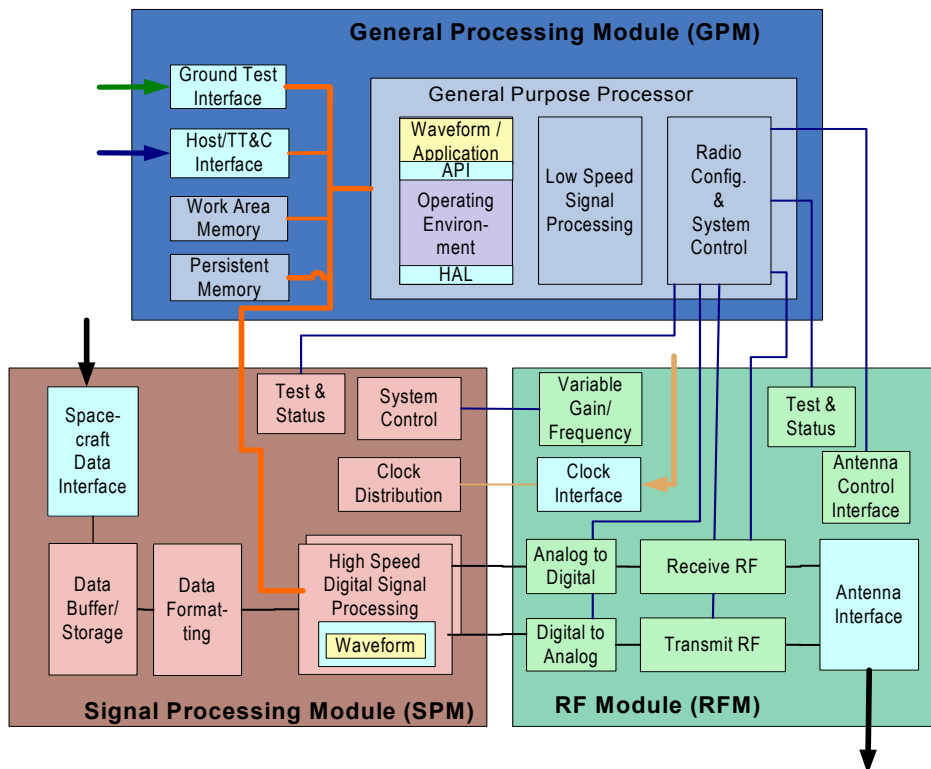 General Processing Module (GPM)
Ground Test
Interface
Host/TT&C
Interface
Work Area
Memory
Persistent
Memory
General Purpose Processor
Waveform /
Application
API
Operating
Environ-
ment
HAL
Low Speed
Signal
Processing
Radio
Config.
&
System
Control
Space-
craft
Data
Interface
Test &
Status
System
Control
Clock
Distribution
Data
Buffer/
Storage
Data
Format-
ting
High Speed
Digital Signal
Processing
Waveform
Signal Processing Module (SPM)
Variable
Gain/
Frequency
Clock
Interface
Test &
Status
Antenna
Control
Interface
Analog to
Digital
Receive RF
Digital to
Analog
Transmit RF
Antenna
Interface
RF Module (RFM)